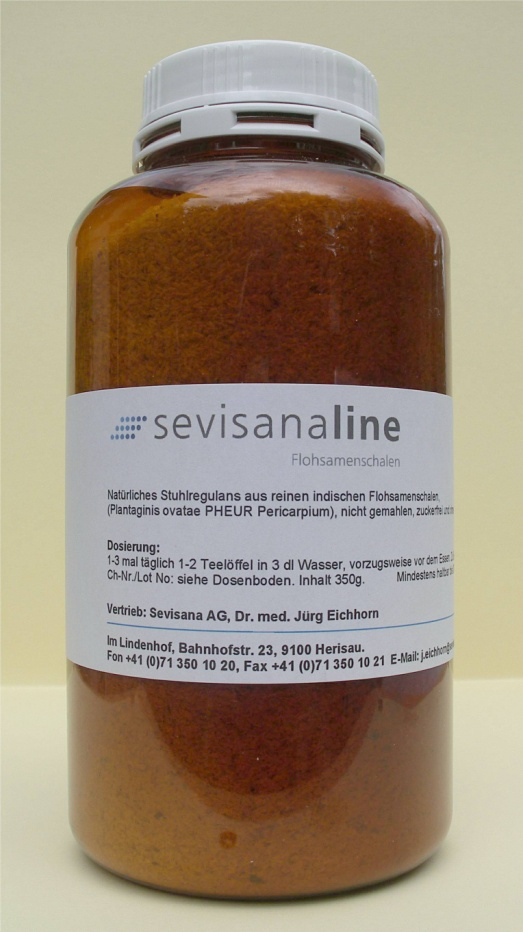 sevisanaline
Flohsamenschalen
Natürliches Stuhlregulans aus reinen indischen Flohsamenschalen,
(Plantaginis ovatae PHEUR Pericarpium), nicht gemahlen, zuckerfrei und
Dosierung:
1-3 mal täglich 1-2 Teelöffel in 3 dl Wasser, vorzugsweise vor dem Essen
Ch-Nr./Lot No: siehe Dosenboden. Inhalt 350g. Mindestens haltbar
Vertrieb: Sevisana AG, Dr. med. Jürg Eichhorn
Im Lindenhof, Bahnhofstr. 23, 9100 Herisau.
Fon +41 (0)71 350 10 20, Fax +41 (0)71 350 10 21 E-Mail: